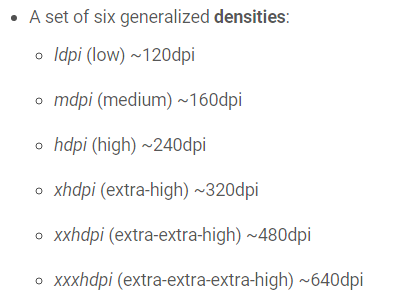 • A set of six generalized densities:
○ ldpi (low) ~120dpi
○ mdpi (medium) ~160dpi
○ hdpi (high) ~240dpi
○ xhdpi (extra-high) ~320dpi
○ xxhdpi (extra-extra-high) ~480dpi
○ xxxhdpi (extra-extra-extra-high) ~640dpi